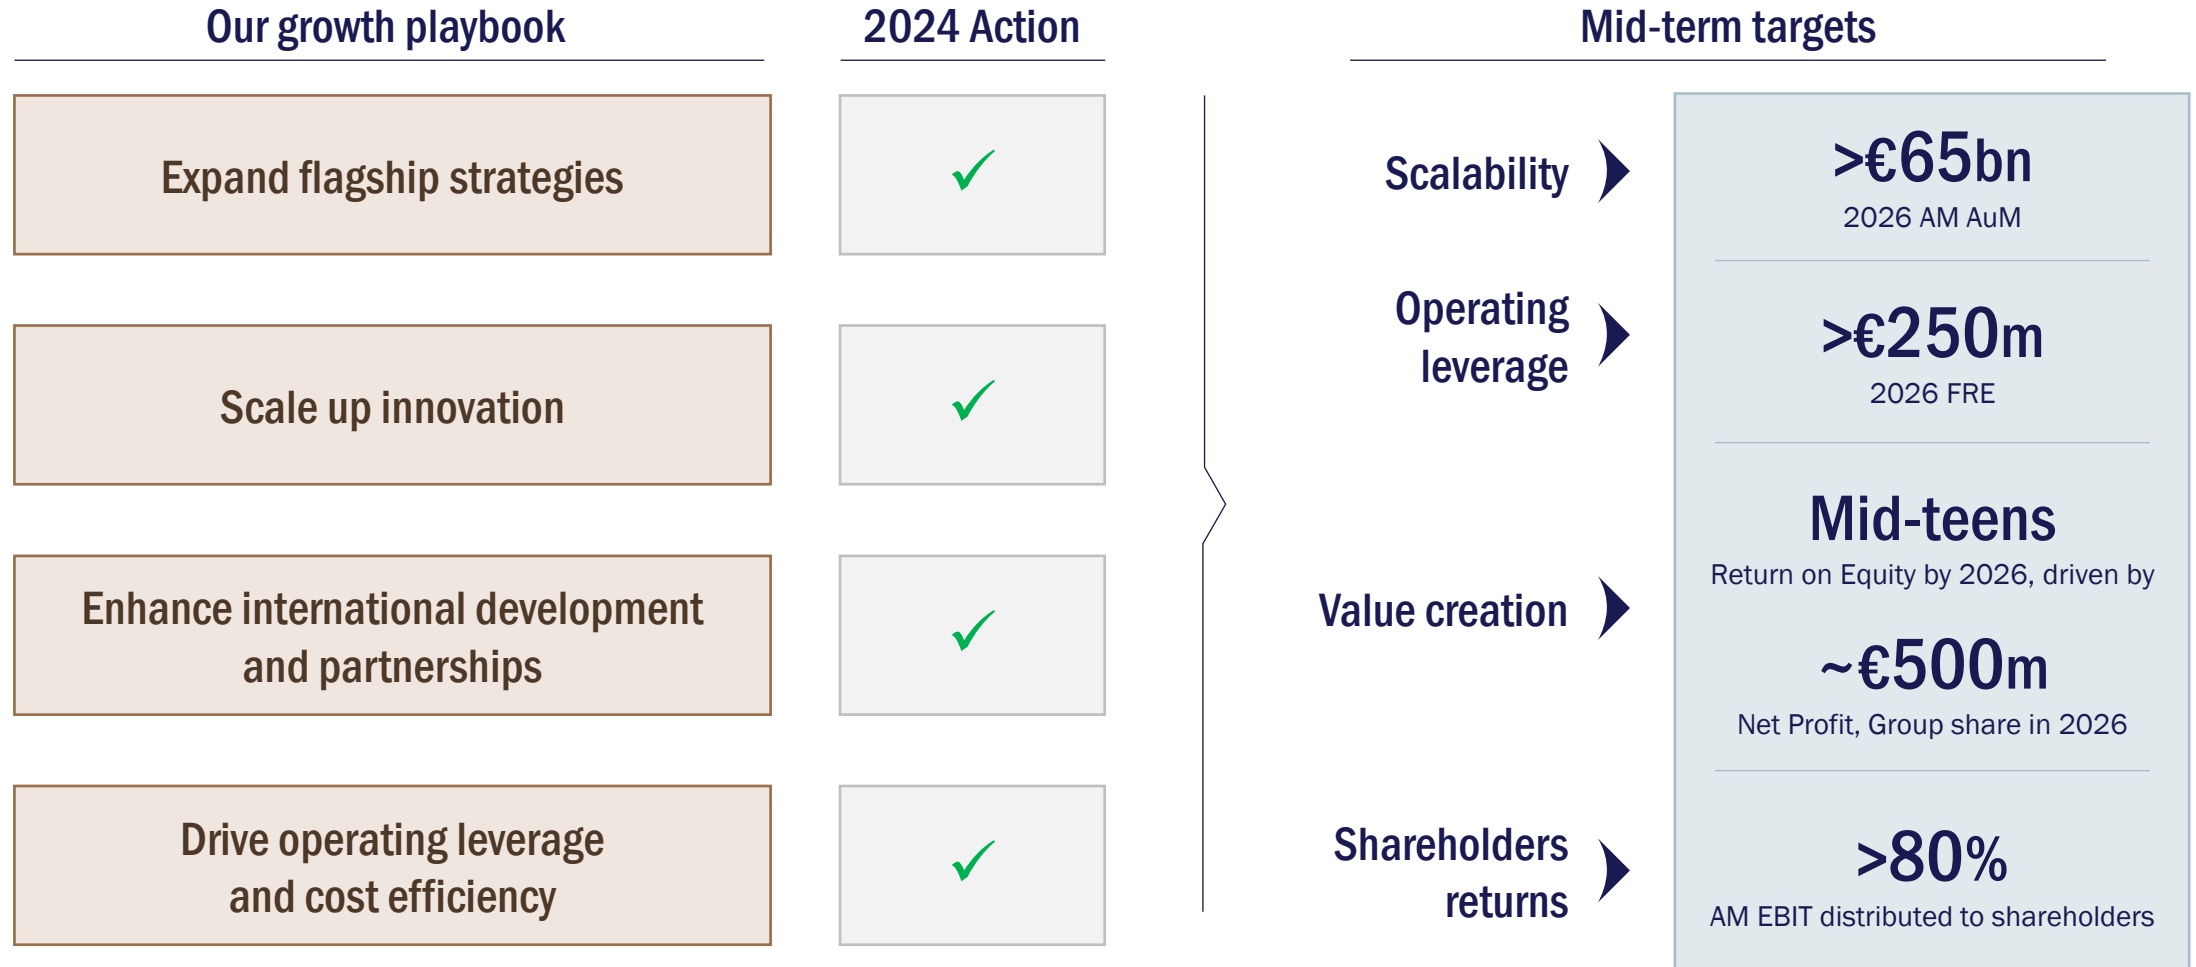 Our growth playbook
2024 Action
Mid-term targets
Expand flagship strategies
✓
Scale up innovation
✓
Enhance international development
and partnerships
✓
Drive operating leverage
and cost efficiency
✓
Scalability
>€65bn
2026 AM AuM
Operating
leverage
>€250m
2026 FRE
Value creation
Mid-teens
Return on Equity by 2026, driven by
~€500m
Net Profit, Group share in 2026
Shareholders
returns
>80%
AM EBIT distributed to shareholders